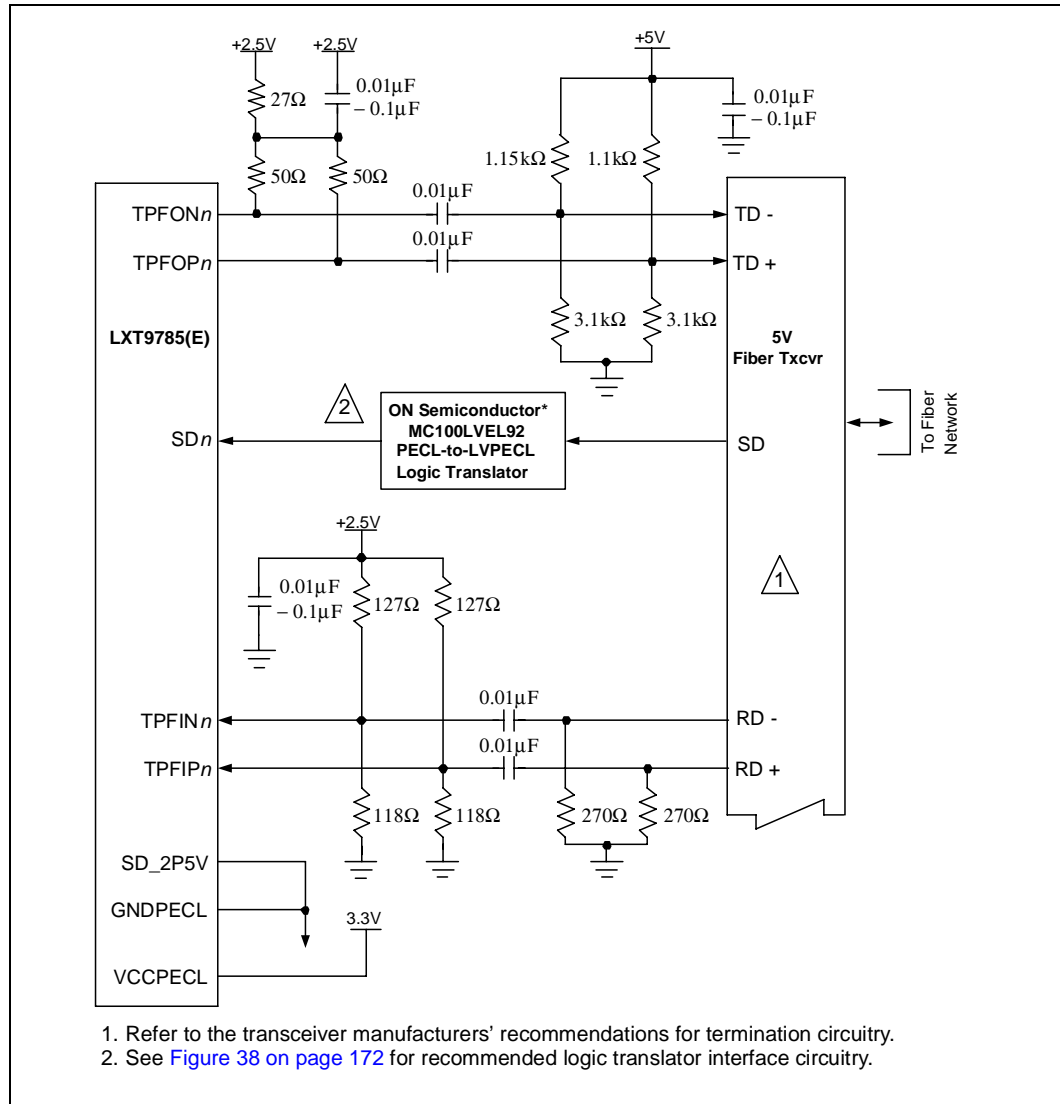 +2.5V
+2.5V
+5V
27Ω
0.01µF
– 0.1µF
0.01µF
– 0.1µF
50Ω
50Ω
1.15kΩ
1.1kΩ
0.01µF
TPFONn
TD -
0.01µF
TPFOPn
TD +
3.1kΩ
3.1kΩ
LXT9785(E)
5V
Fiber Txcvr
2
ON Semiconductor*
MC100LVEL92
PECL-to-LVPECL
Logic Translator
SDn
SD
To Fiber
Network
+2.5V
0.01µF
– 0.1µF
127Ω
127Ω
1
0.01µF
TPFINn
RD -
0.01µF
TPFIPn
RD +
118Ω
118Ω
270Ω
270Ω
SD_2P5V
GNDPECL
3.3V
VCCPECL
1. Refer to the transceiver manufacturers' recommendations for termination circuitry.
2. See Figure 38 on page 172 for recommended logic translator interface circuitry.